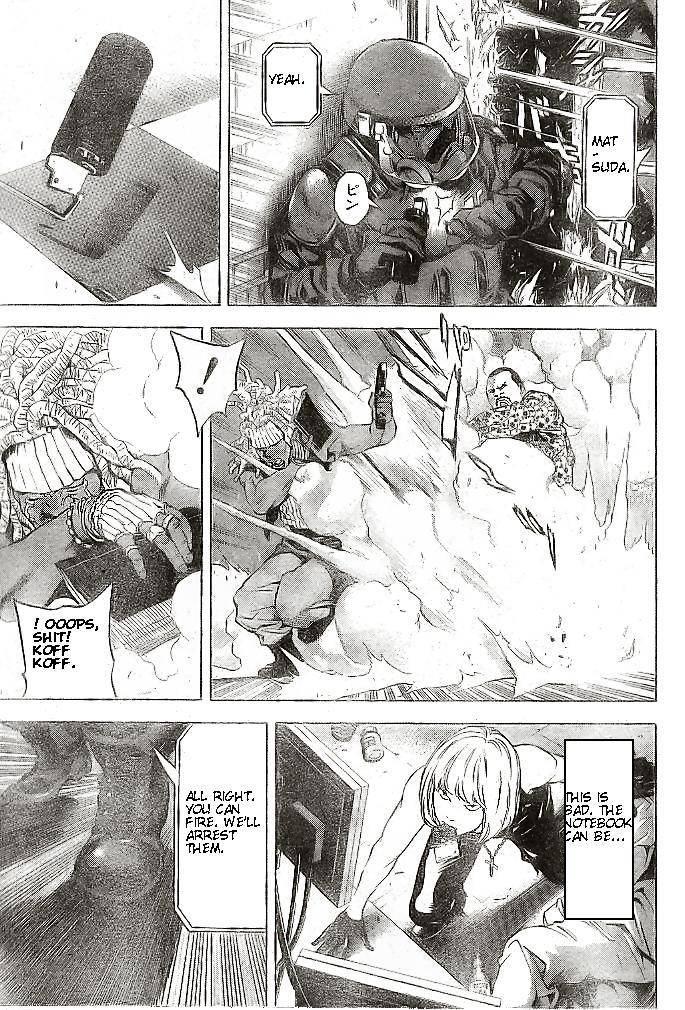 MAT
-
SUDA.
YEAH.
ピン
!
! OOOPS,
SHIT!
KOFF
KOFF.
THIS IS
BAD. THE
NOTEBOOK
CAN BE...
ALL RIGHT.
YOU CAN
FIRE. WE'LL
ARREST
THEM.